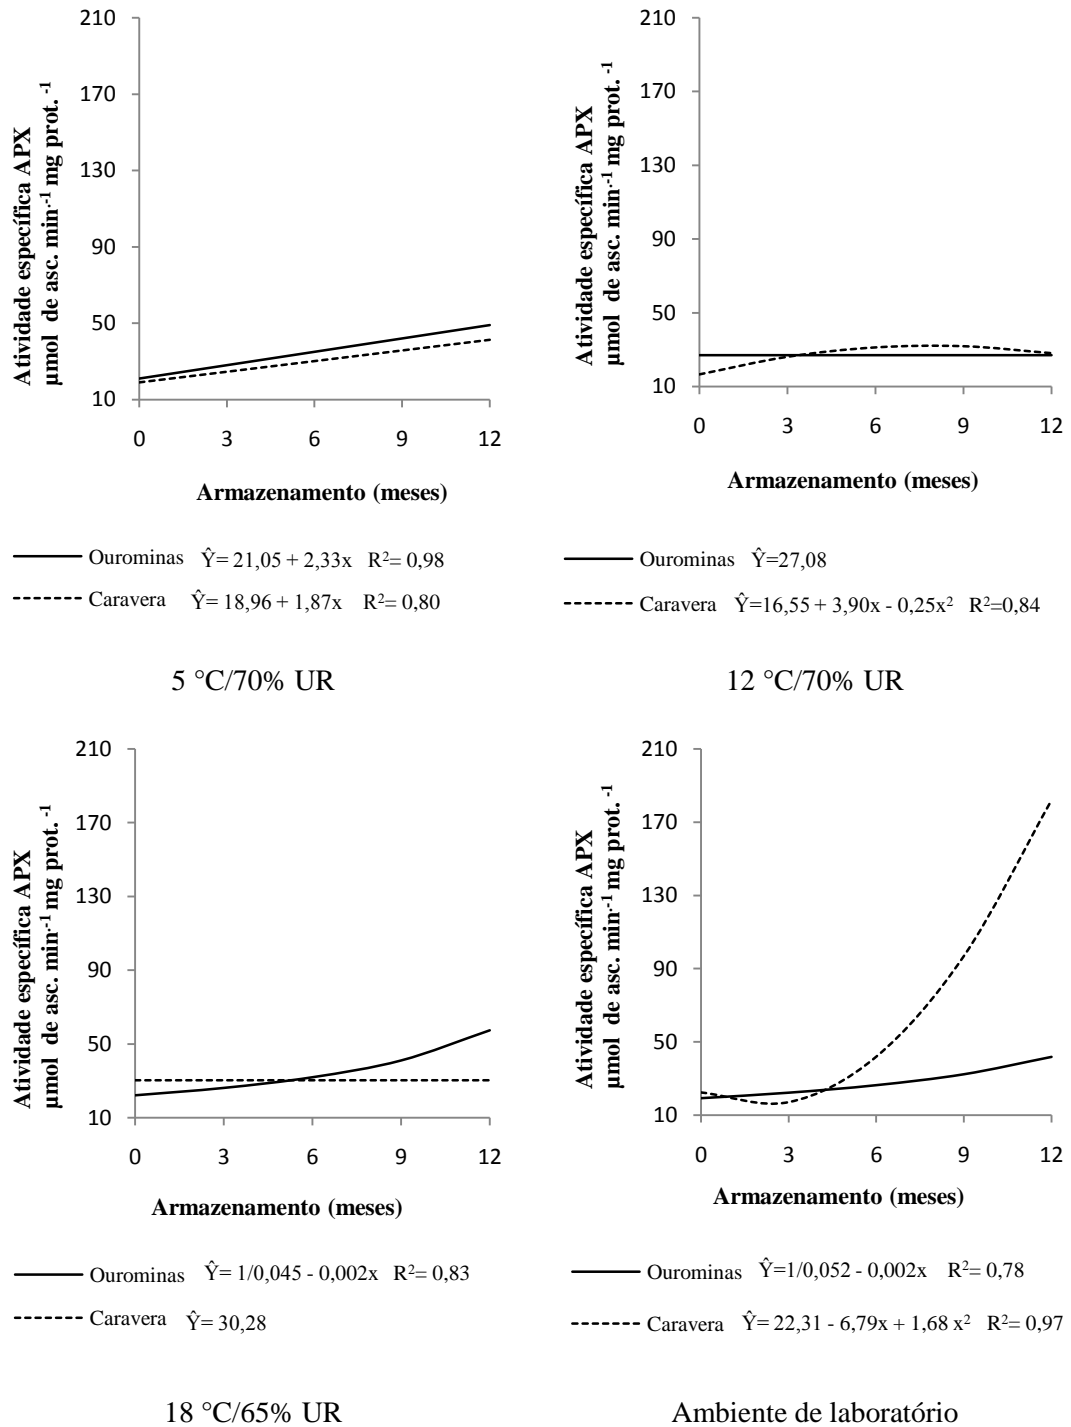 210
170
130
90
50
10
Atividade específica APX
µmol de asc. min.⁻¹ mg prot. ⁻¹
0 3 6 9 12
Armazenamento (meses)
Ourominas Ŷ= 21,05 + 2,33x R²= 0,98
Caravera Ŷ= 18,96 + 1,87x R²= 0,80
5 °C/70% UR
210
170
130
90
50
10
Atividade específica APX
µmol de asc. min.⁻¹ mg prot. ⁻¹
0 3 6 9 12
Armazenamento (meses)
Ourominas Ŷ=27,08
Caravera Ŷ=16,55 + 3,90x - 0,25x² R²=0,84
12 °C/70% UR
210
170
130
90
50
10
Atividade específica APX
µmol de asc. min.⁻¹ mg prot. ⁻¹
0 3 6 9 12
Armazenamento (meses)
Ourominas Ŷ= 1/0,045 - 0,002x R²= 0,83
Caravera Ŷ= 30,28
18 °C/65% UR
210
170
130
90
50
10
Atividade específica APX
µmol de asc. min.⁻¹ mg prot. ⁻¹
0 3 6 9 12
Armazenamento (meses)
Ourominas Ŷ=1/0,052 - 0,002x R²= 0,78
Caravera Ŷ= 22,31 - 6,79x + 1,68 x² R²= 0,97
Ambiente de laboratório